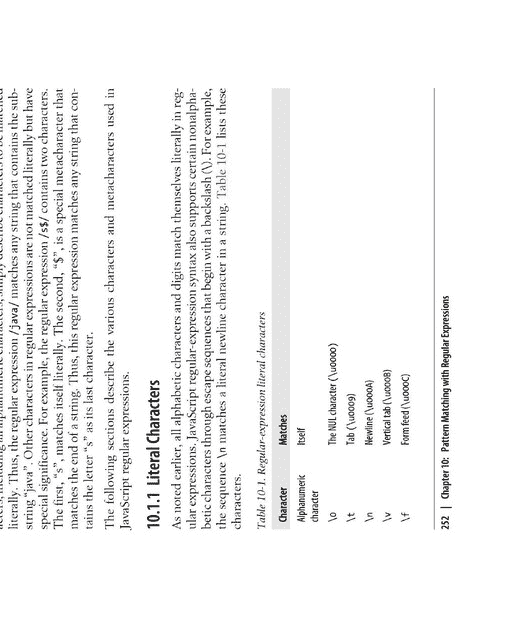 literally. Thus, the regular expression /java/ matches any string that contains the sub-
string "java". Other characters in regular expressions are not matched literally but have
special significance. For example, the regular expression /s$/ contains two characters.
The first, "s", matches itself literally. The second, "$", is a special metacharacter that
matches the end of a string. Thus, this regular expression matches any string that con-
tains the letter "s" as its last character.
The following sections describe the various characters and metacharacters used in
JavaScript regular expressions.
10.1.1 Literal Characters
As noted earlier, all alphabetic characters and digits match themselves literally in reg-
ular expressions. JavaScript regular-expression syntax also supports certain nonalpha-
betic characters through escape sequences that begin with a backslash (\). For example,
the sequence \n matches a literal newline character in a string. Table 10-1 lists these
characters.
Table 10-1. Regular-expression literal characters
Character Matches
Alphanumeric Itself
character
\o The NUL character (\u0000)
\t Tab (\u0009)
\n Newline (\u000A)
\v Vertical tab (\u000B)
\f Form feed (\u000C)
252 | Chapter 10: Pattern Matching with Regular Expressions